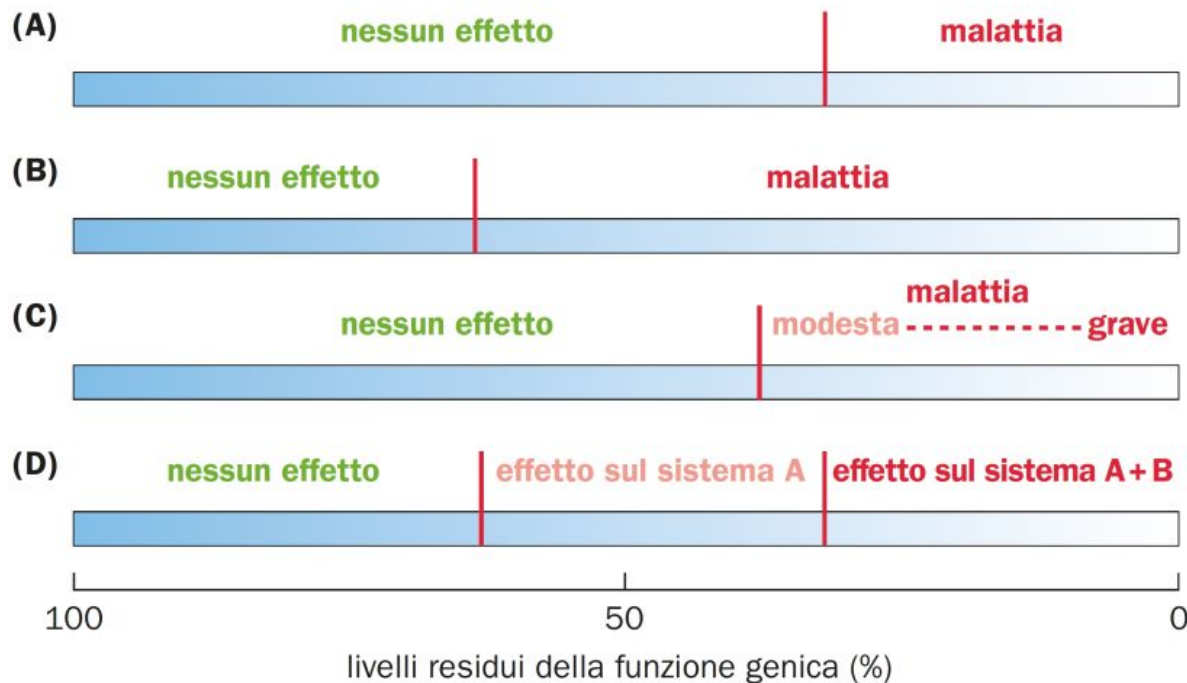 (A) nessun effetto malattia
(B) nessun effetto malattia
malattia
(C) nessun effetto modesta grave
(D) nessun effetto effetto sul sistema A effetto sul sistema A + B
100 50 0
livelli residui della funzione genica (%)